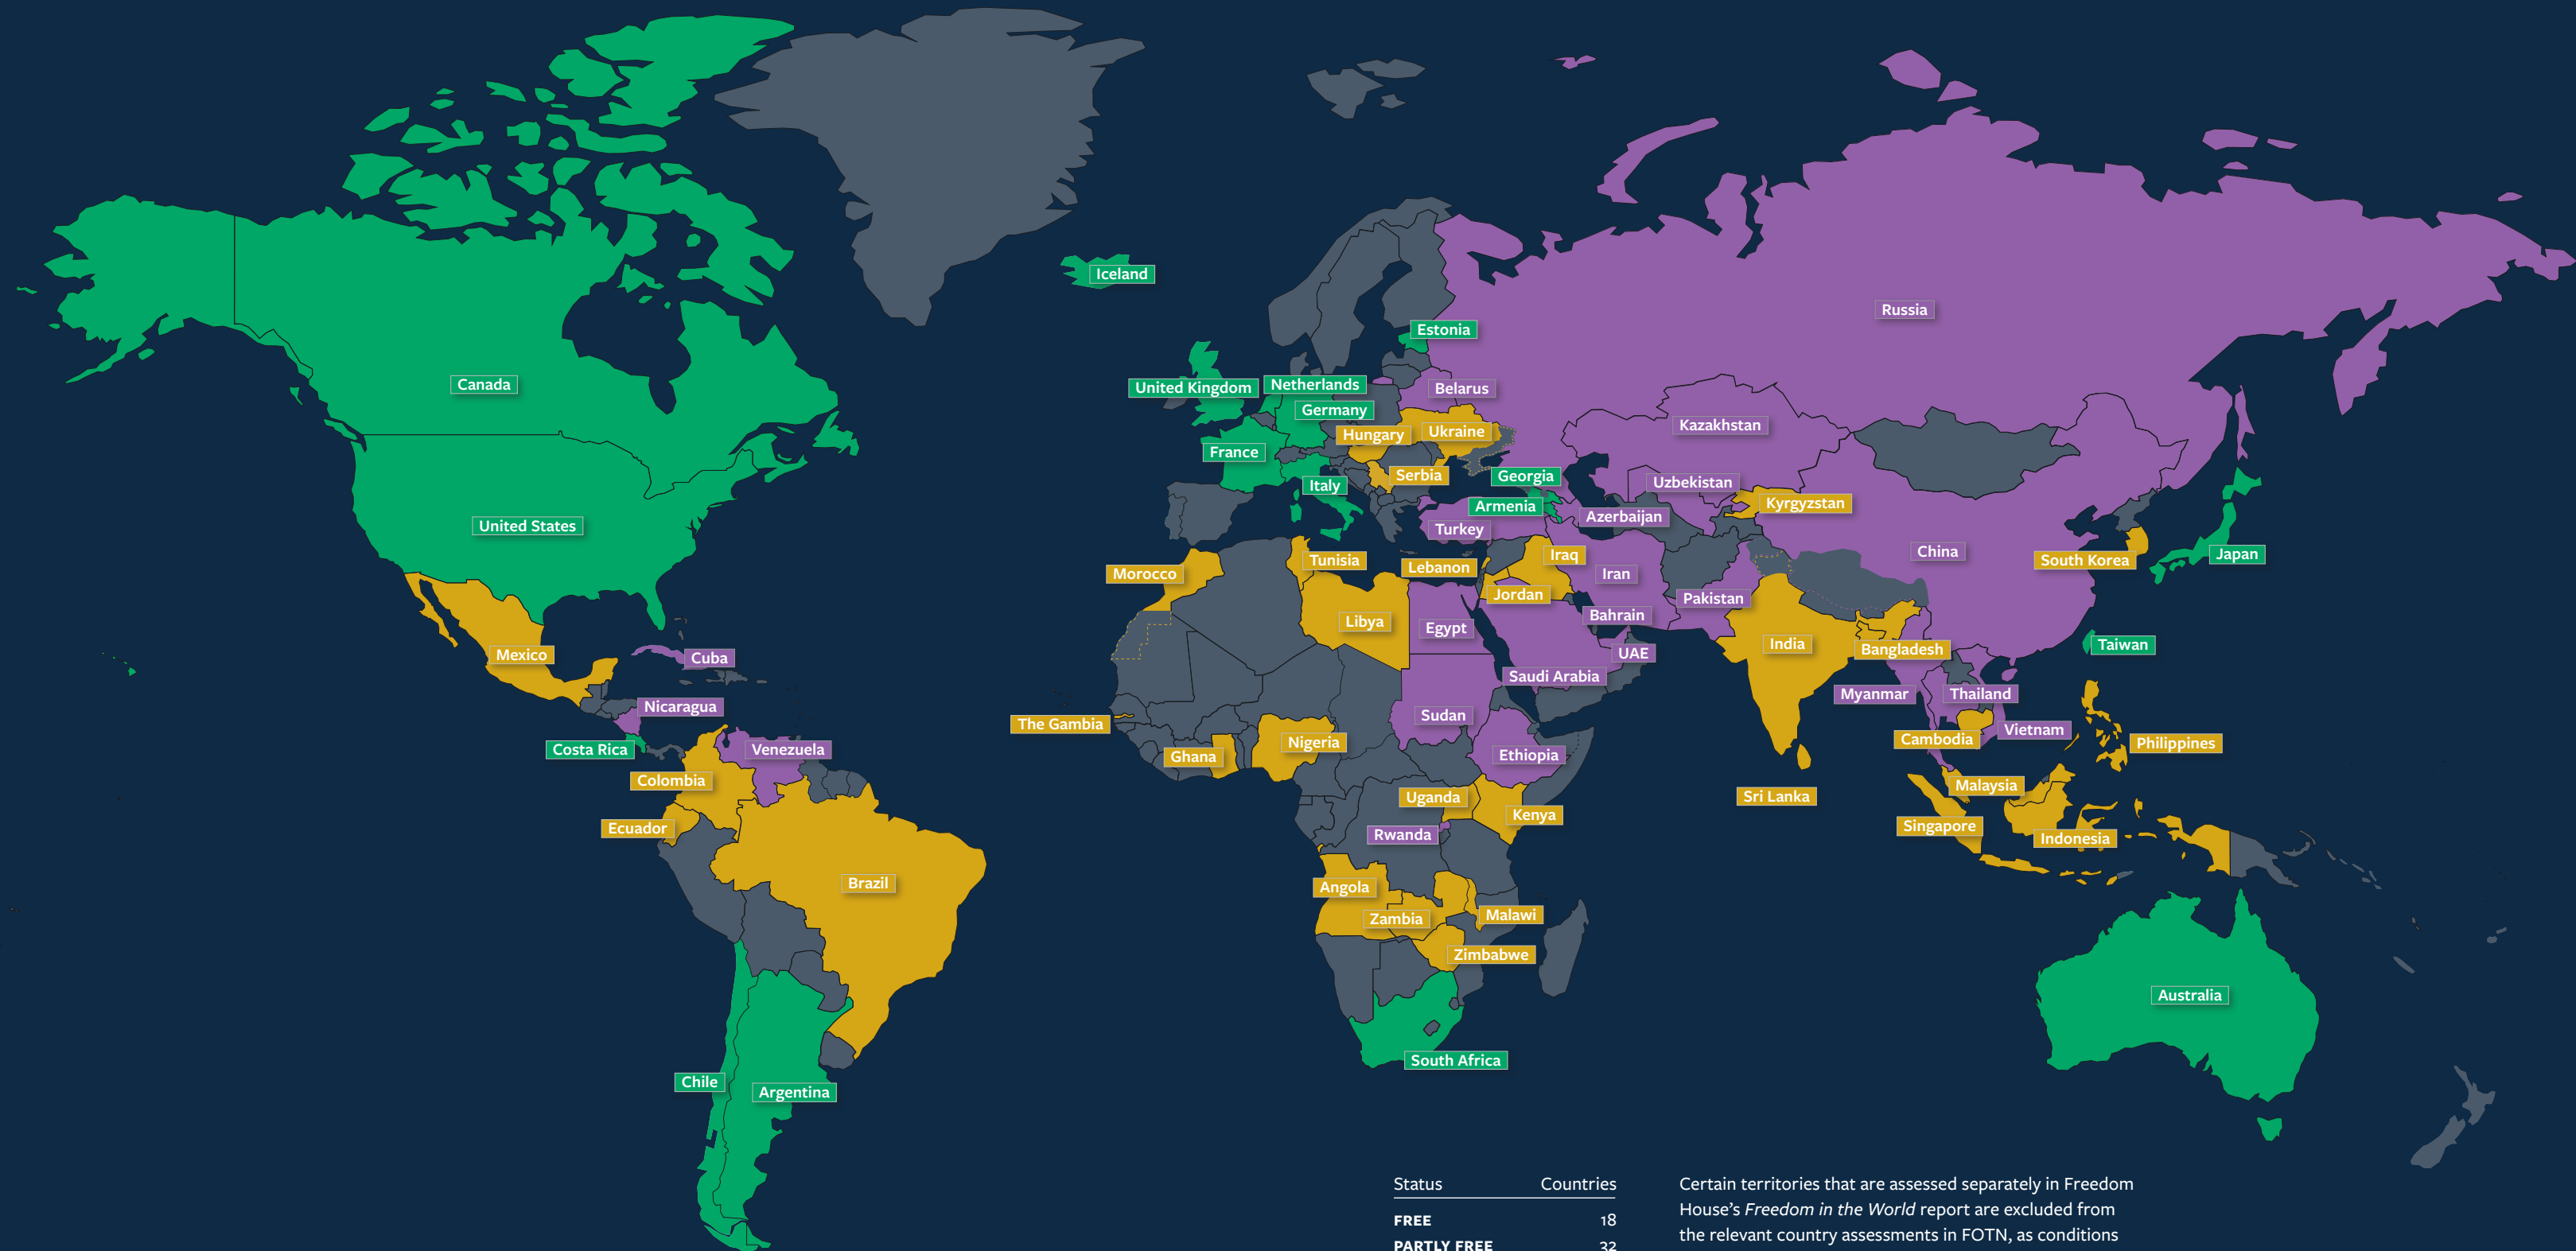 Iceland
Estonia
Russia
Canada
United Kingdom
Netherlands
Belarus
Germany
Kazakhstan
Hungary
Ukraine
France
Serbia
Georgia
Uzbekistan
Italy
Kyrgyzstan
Armenia
Azerbaijan
United States
Turkey
China
Japan
Iraq
Tunisia
South Korea
Lebanon
Morocco
Iran
Jordan
Pakistan
Bahrain
Libya
Egypt
India
Taiwan
Bangladesh
UAE
Mexico
Cuba
Saudi Arabia
Myanmar
Thailand
Nicaragua
Sudan
The Gambia
Vietnam
Cambodia
Nigeria
Philippines
Costa Rica
Venezuela
Ethiopia
Ghana
Colombia
Malaysia
Sri Lanka
Uganda
Kenya
Singapore
Ecuador
Rwanda
Indonesia
Brazil
Angola
Malawi
Zambia
Zimbabwe
Australia
South Africa
Chile
Argentina
Status Countries
FREE 18
PARTLY FREE 32
Certain territories that are assessed separately in Freedom
House’s Freedom in the World report are excluded from
the relevant country assessments in FOTN, as conditions